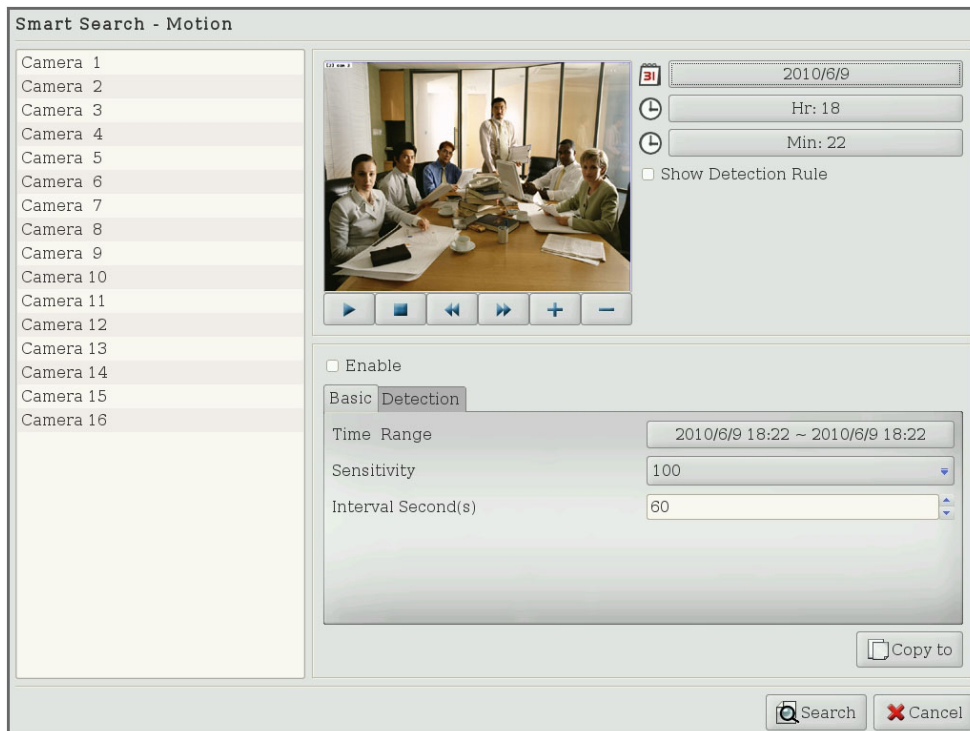 Smart Search - Motion
Camera 1
Camera 2
Camera 3
Camera 4
Camera 5
Camera 6
Camera 7
Camera 8
Camera 9
Camera 10
Camera 11
Camera 12
Camera 13
Camera 14
Camera 15
Camera 16
31
2010/6/9
Hr: 18
Min: 22
Show Detection Rule
Enable
Basic
Detection
Time Range
2010/6/9 18:22 ~ 2010/6/9 18:22
Sensitivity
100
Interval Second(s)
60
Copy to
Search
Cancel